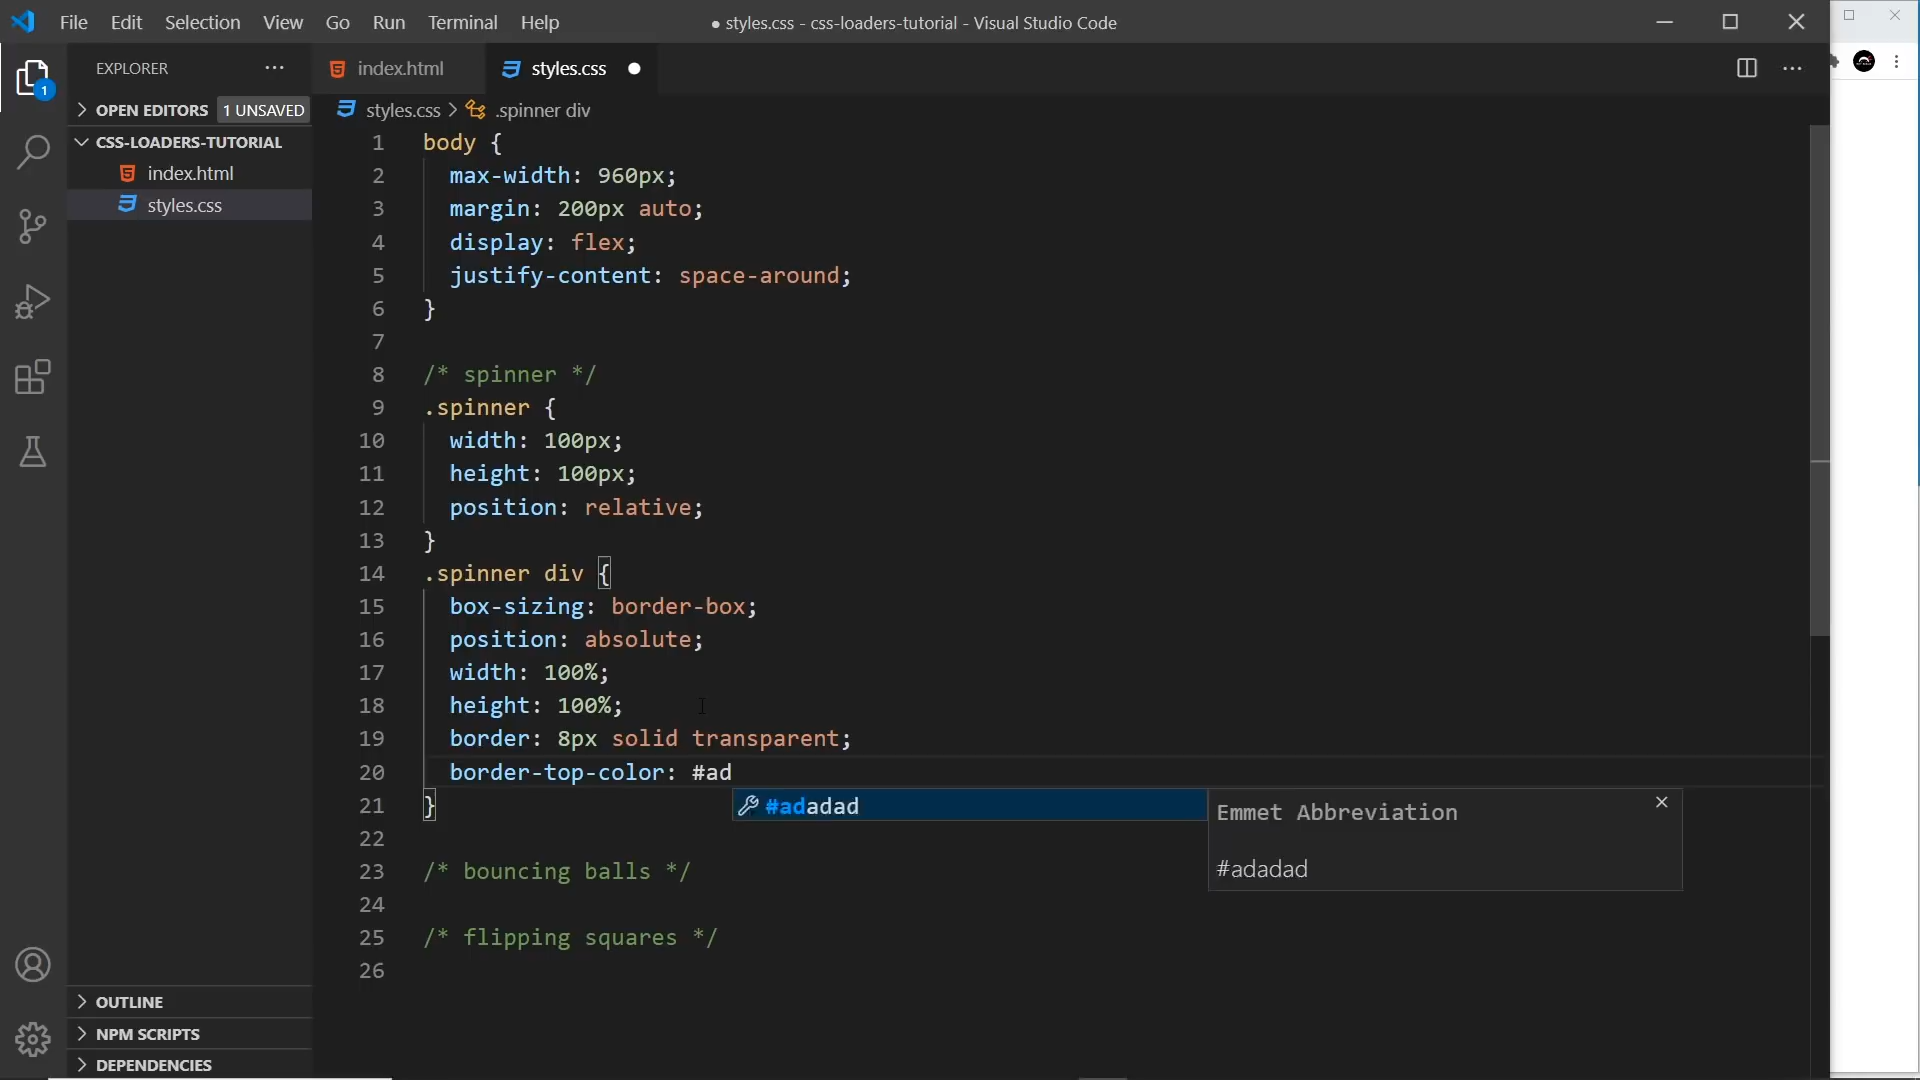 File Edit Selection View Go Run Terminal Help
● styles.css - css-loaders-tutorial - Visual Studio Code
EXPLORER
index.html
styles.css ●
OPEN EDITORS 1 UNSAVED
styles.css > .spinner div
CSS-LOADERS-TUTORIAL
index.html
styles.css
1
1 body {
2 max-width: 960px;
3 margin: 200px auto;
4 display: flex;
5 justify-content: space-around;
6 }
7
8 /* spinner */
9 .spinner {
10 width: 100px;
11 height: 100px;
12 position: relative;
13 }
14 .spinner div {
15 box-sizing: border-box;
16 position: absolute;
17 width: 100%;
18 height: 100%;
19 border: 8px solid transparent;
20 border-top-color: #ad
21 }
#adadad
Emmet Abbreviation
#adadad
22
23 /* bouncing balls */
24
25 /* flipping squares */
26
OUTLINE
NPM SCRIPTS
DEPENDENCIES